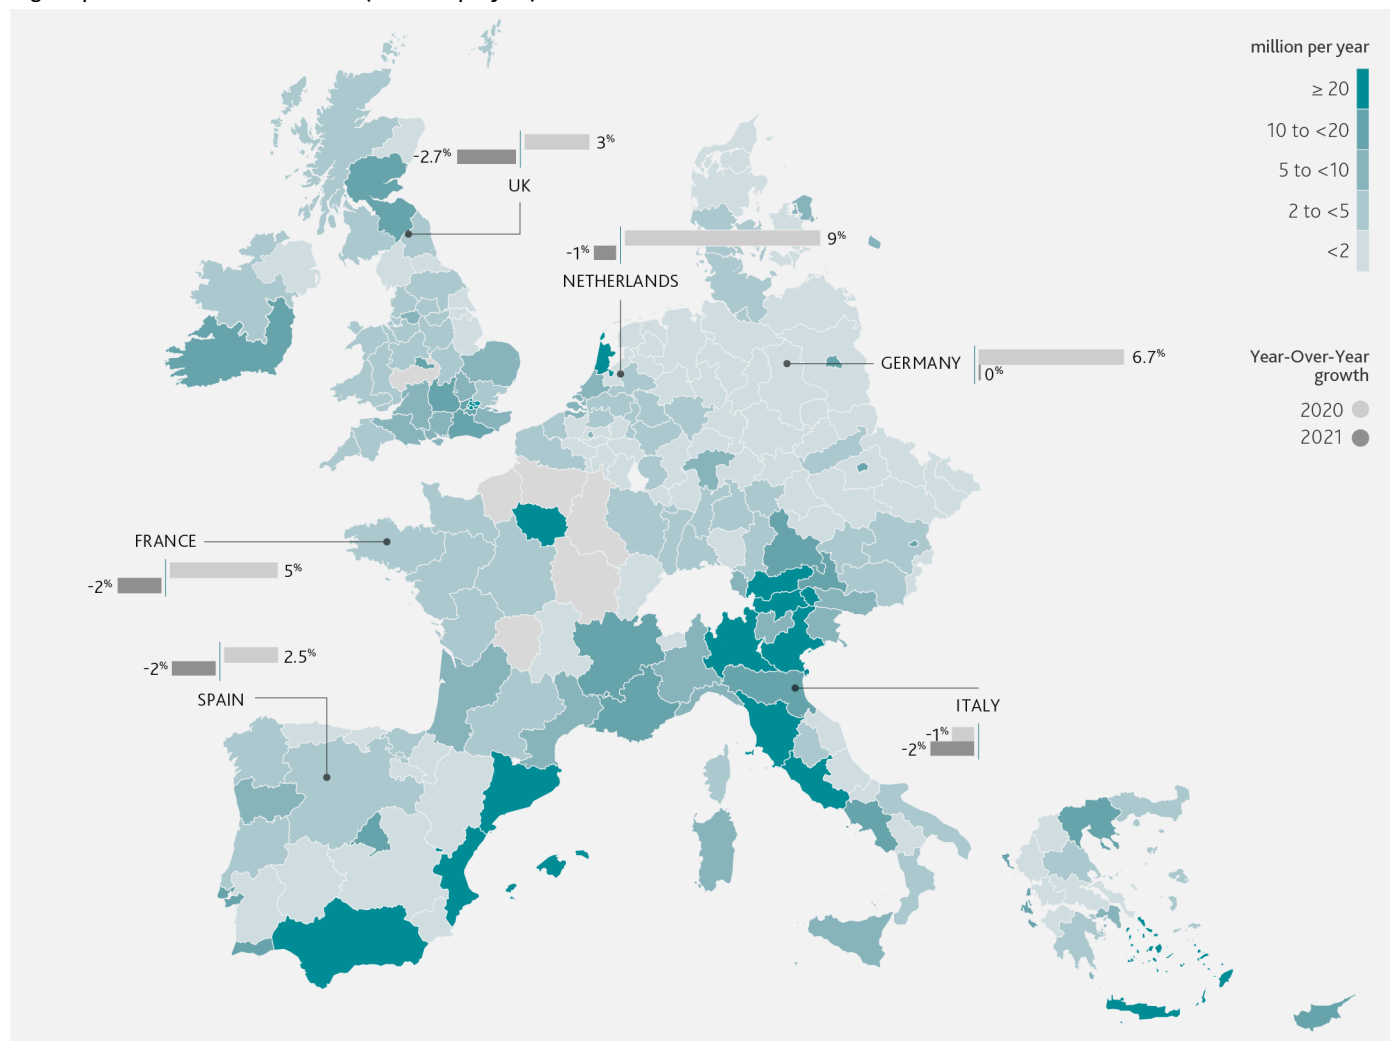 million per year
≥ 20
10 to <20
5 to <10
2 to <5
<2
3%
-2.7%
UK
9%
-1%
NETHERLANDS
GERMANY
6.7%
0%
Year-Over-Year
growth
2020
2021
FRANCE
5%
-2%
2.5%
-2%
SPAIN
ITALY
-1%
-2%